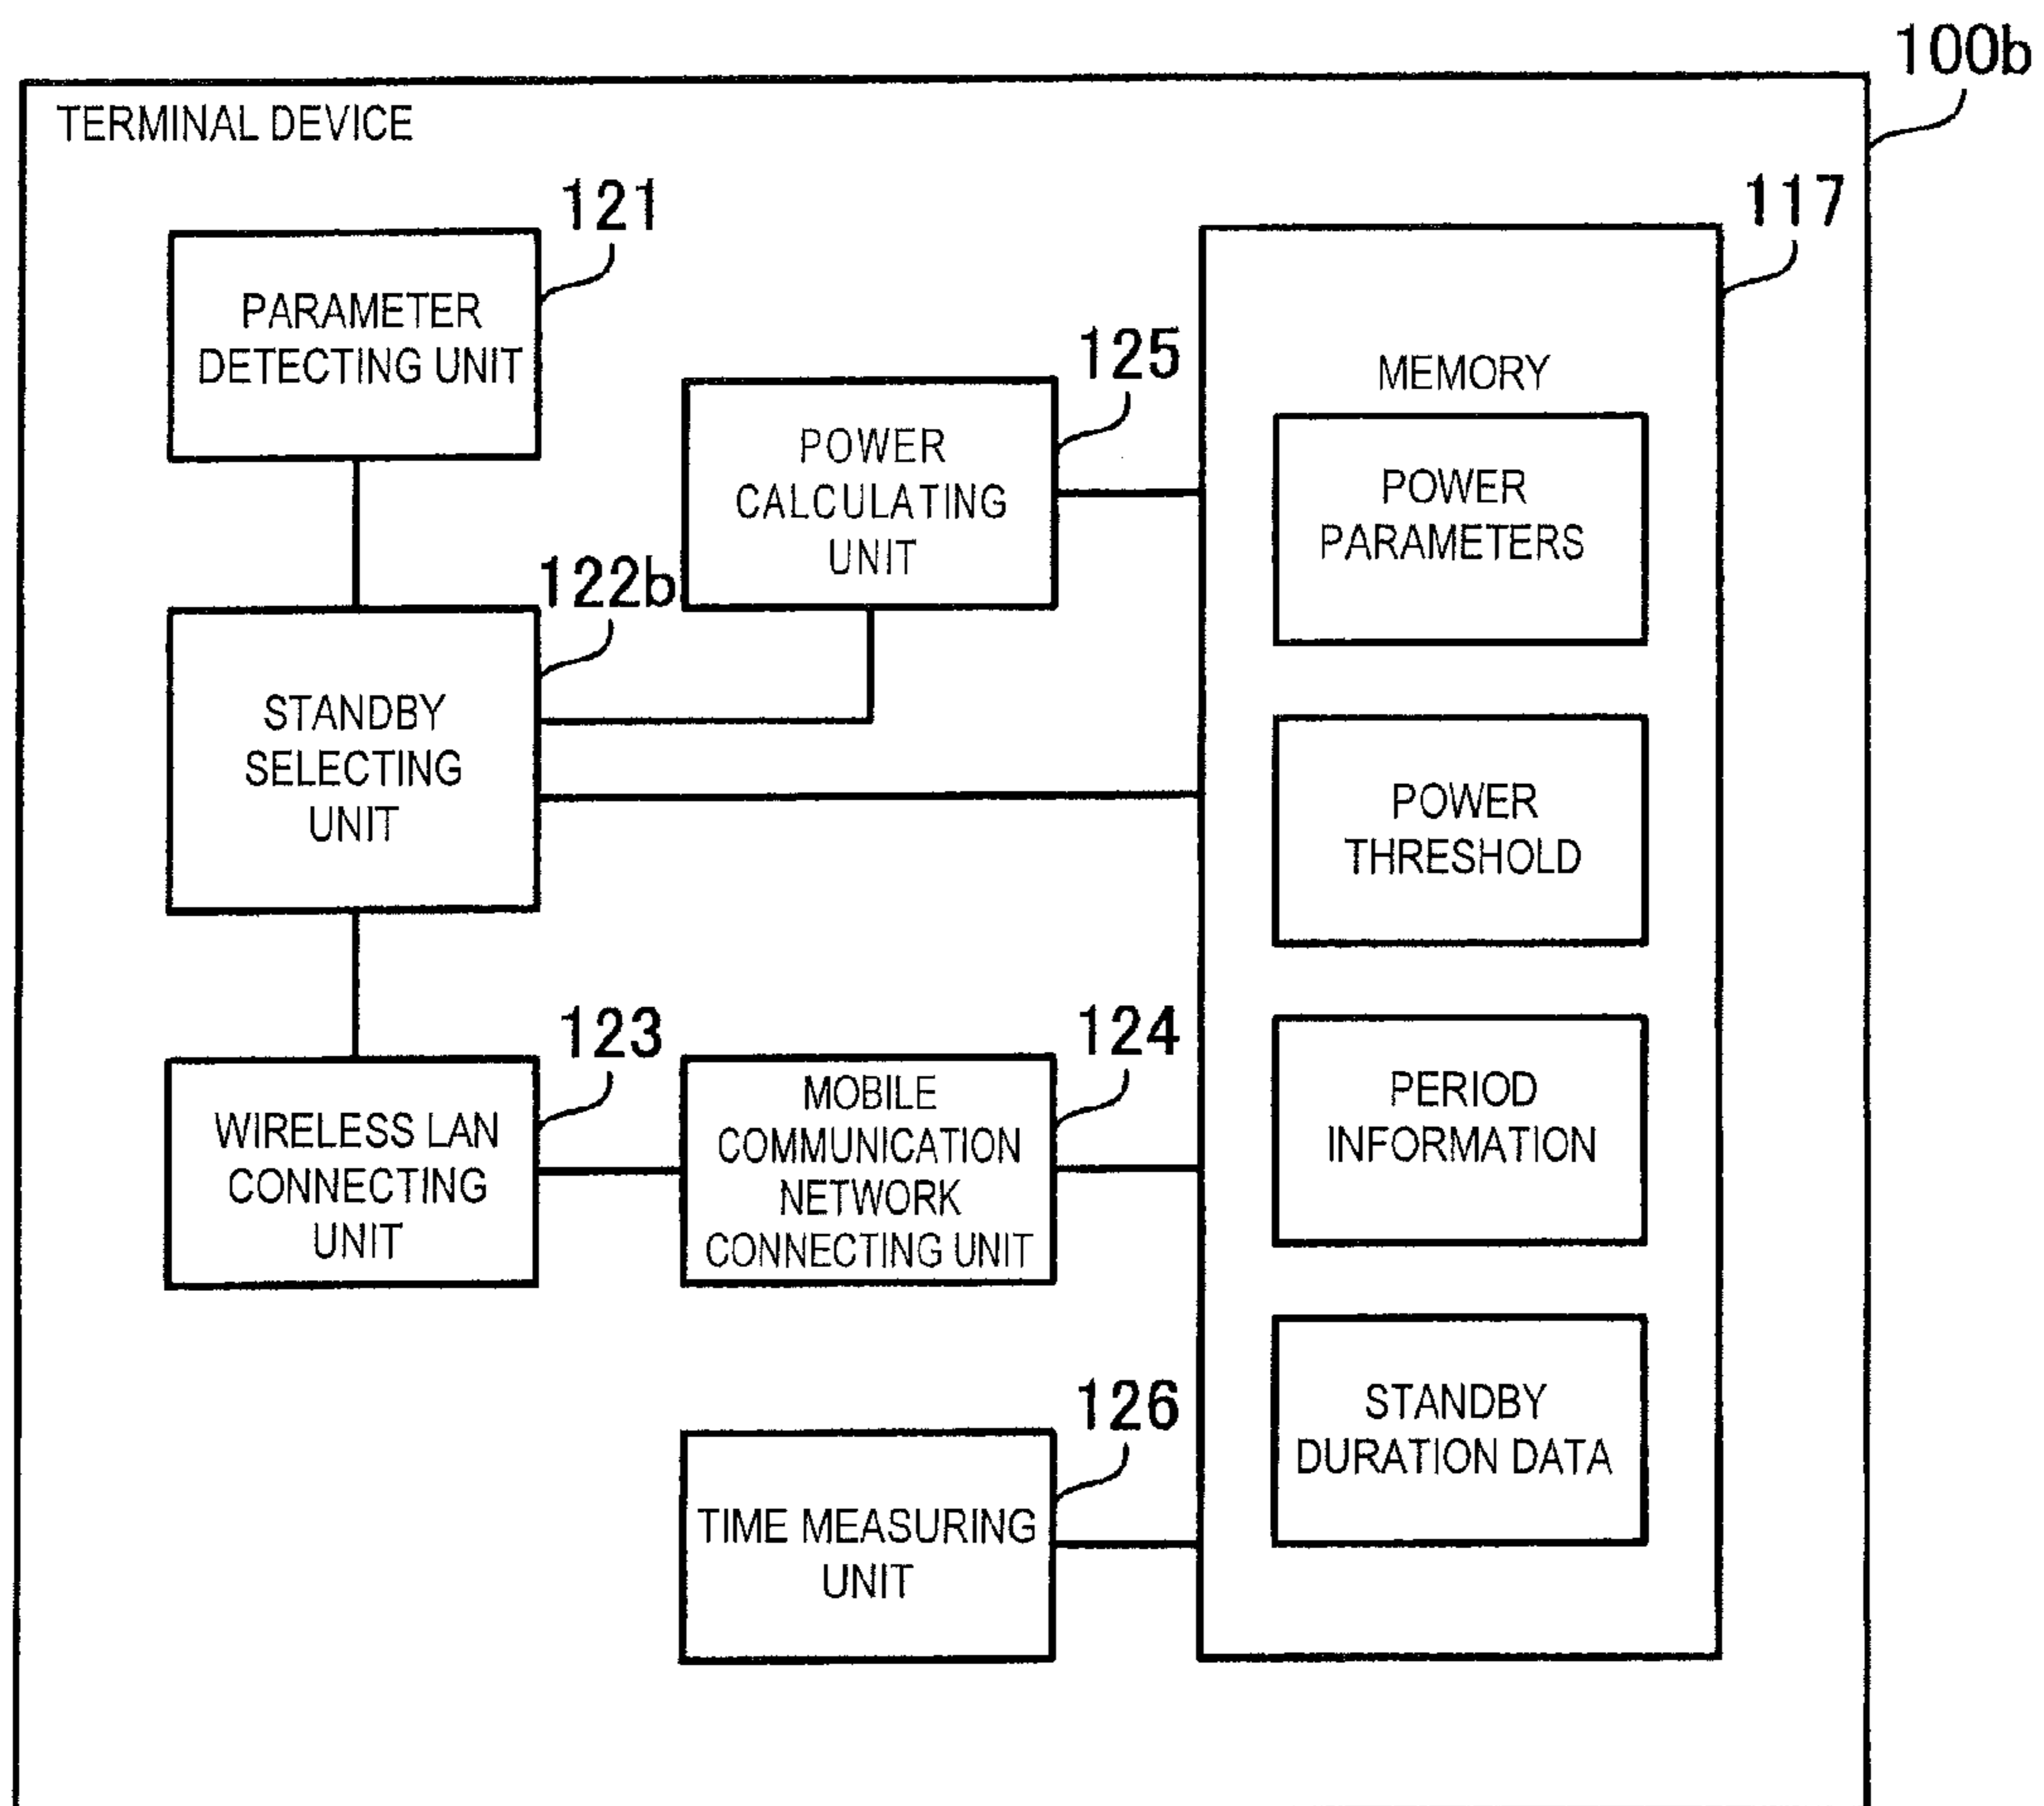 100b
TERMINAL DEVICE
121
PARAMETER
DETECTING UNIT
117
MEMORY
125
POWER
CALCULATING
UNIT
POWER
PARAMETERS
122b
STANDBY
SELECTING
UNIT
POWER
THRESHOLD
123
WIRELESS LAN
CONNECTING
UNIT
124
MOBILE
COMMUNICATION
NETWORK
CONNECTING UNIT
PERIOD
INFORMATION
126
TIME MEASURING
UNIT
STANDBY
DURATION DATA